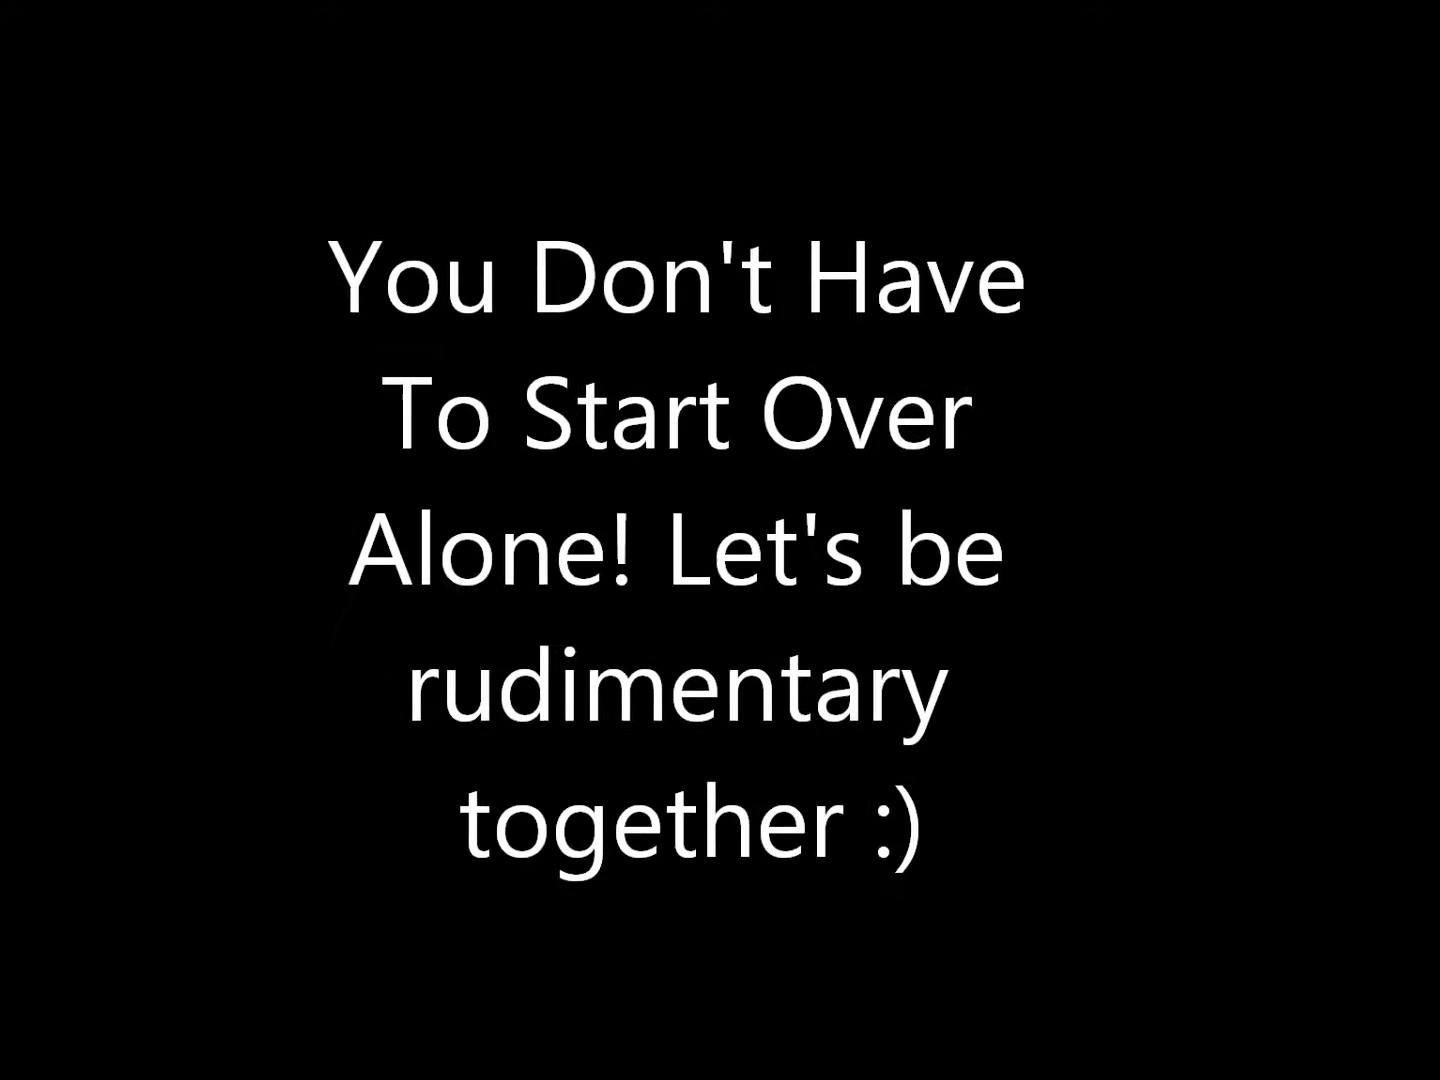 You Don't Have
To Start Over
Alone! Let's be
rudimentary
together :)